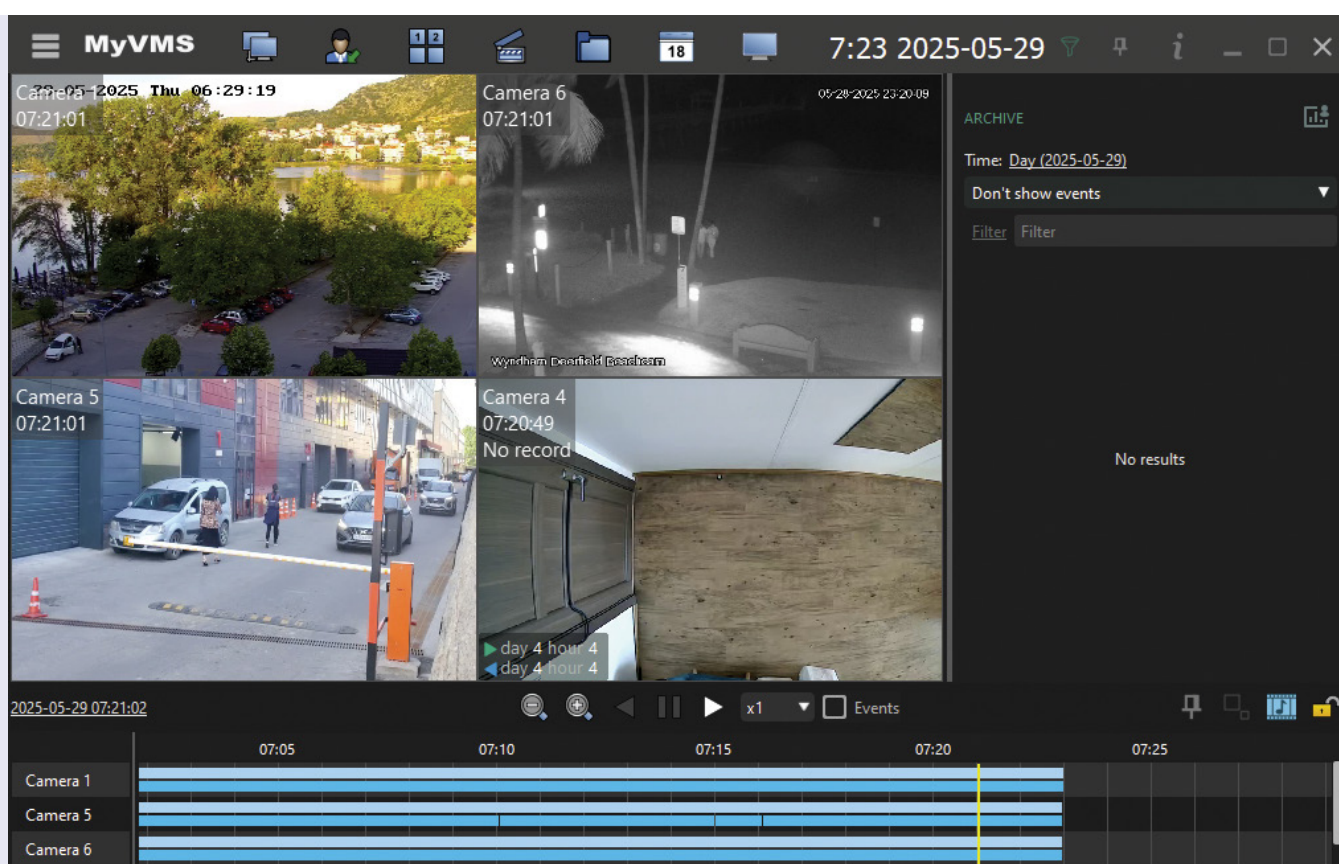 MyVMS
1 2
18
7:23 2025-05-29
Camera 1
29-05-2025 Thu 06:29:19
07:21:01
Camera 6
07:21:01
05-28-2025 23:20:09
Wyndham Deerfield Beachcam
Camera 5
07:21:01
Camera 4
07:20:49
No record
day 4 hour 4
day 4 hour 4
ARCHIVE
Time: Day (2025-05-29)
Don't show events
Filter Filter
No results
2025-05-29 07:21:02
x1
Events
07:05 07:10 07:15 07:20 07:25
Camera 1
Camera 5
Camera 6